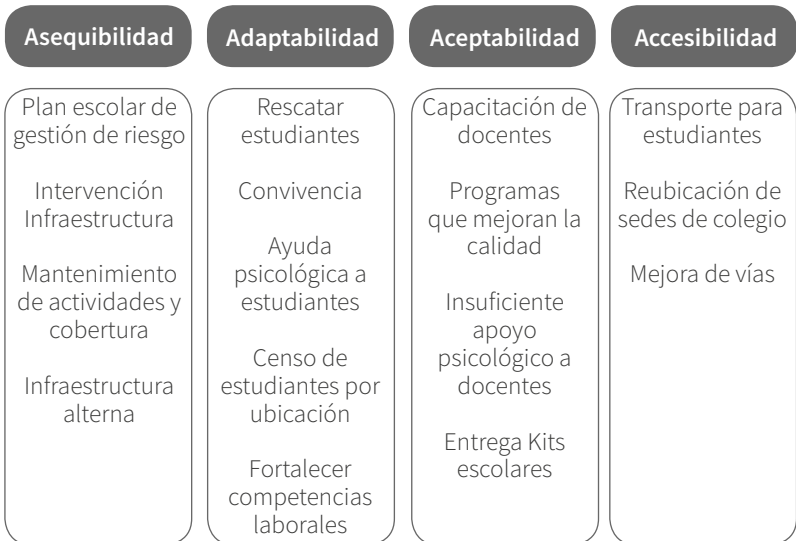 Asequibilidad
Plan escolar de
gestión de riesgo
Intervención
Infraestructura
Mantenimiento
de actividades y
cobertura
Infraestructura
alterna
Adaptabilidad
Rescatar
estudiantes
Convivencia
Ayuda
psicológica a
estudiantes
Censo de
estudiantes por
ubicación
Fortalecer
competencias
laborales
Aceptabilidad
Capacitación de
docentes
Programas
que mejoran la
calidad
Insuficiente
apoyo
psicológico a
docentes
Entrega Kits
escolares
Accesibilidad
Transporte para
estudiantes
Reubicación de
sedes de colegio
Mejora de vías